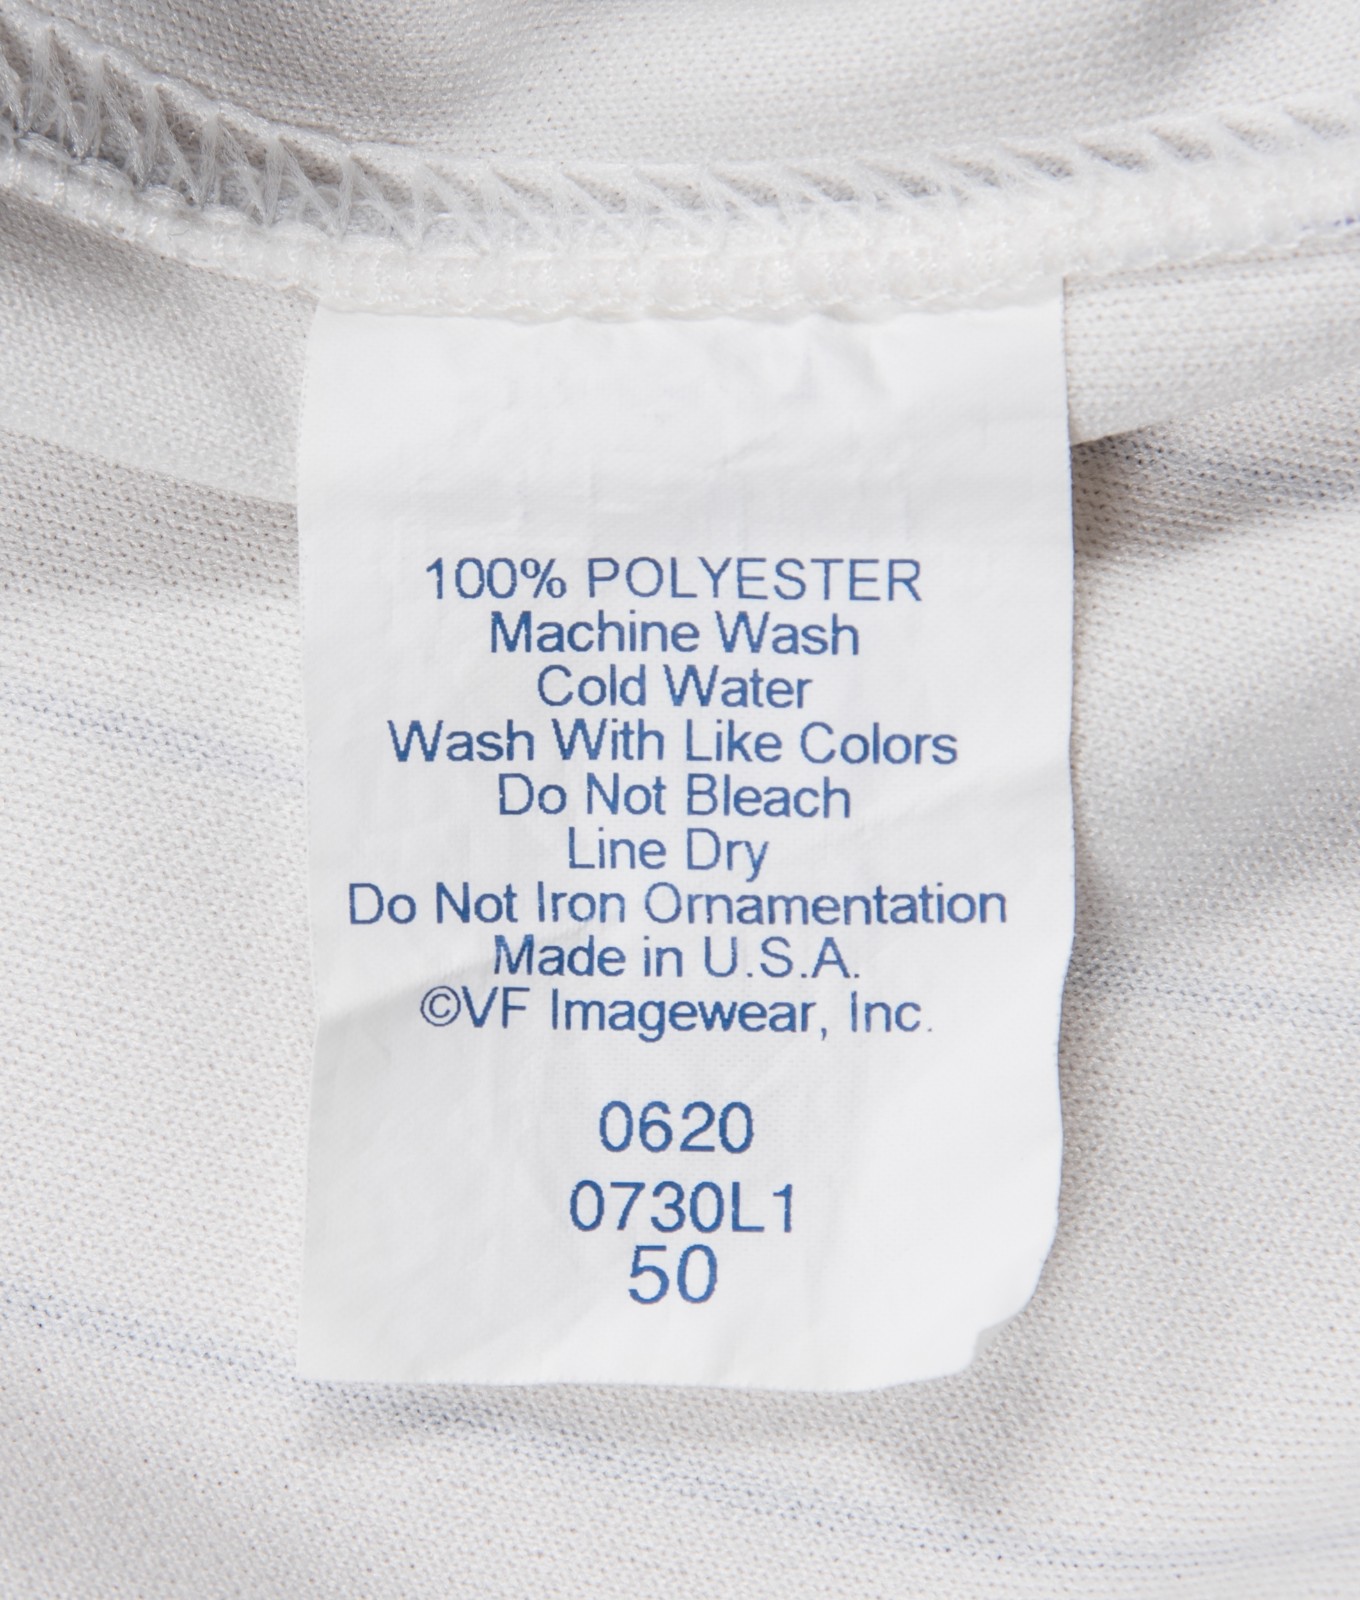 100% POLYESTER
Machine Wash
Cold Water
Wash With Like Colors
Do Not Bleach
Line Dry
Do Not Iron Ornamentation
Made in U.S.A.
©VF Imagewear, Inc.
0620
0730L1
50